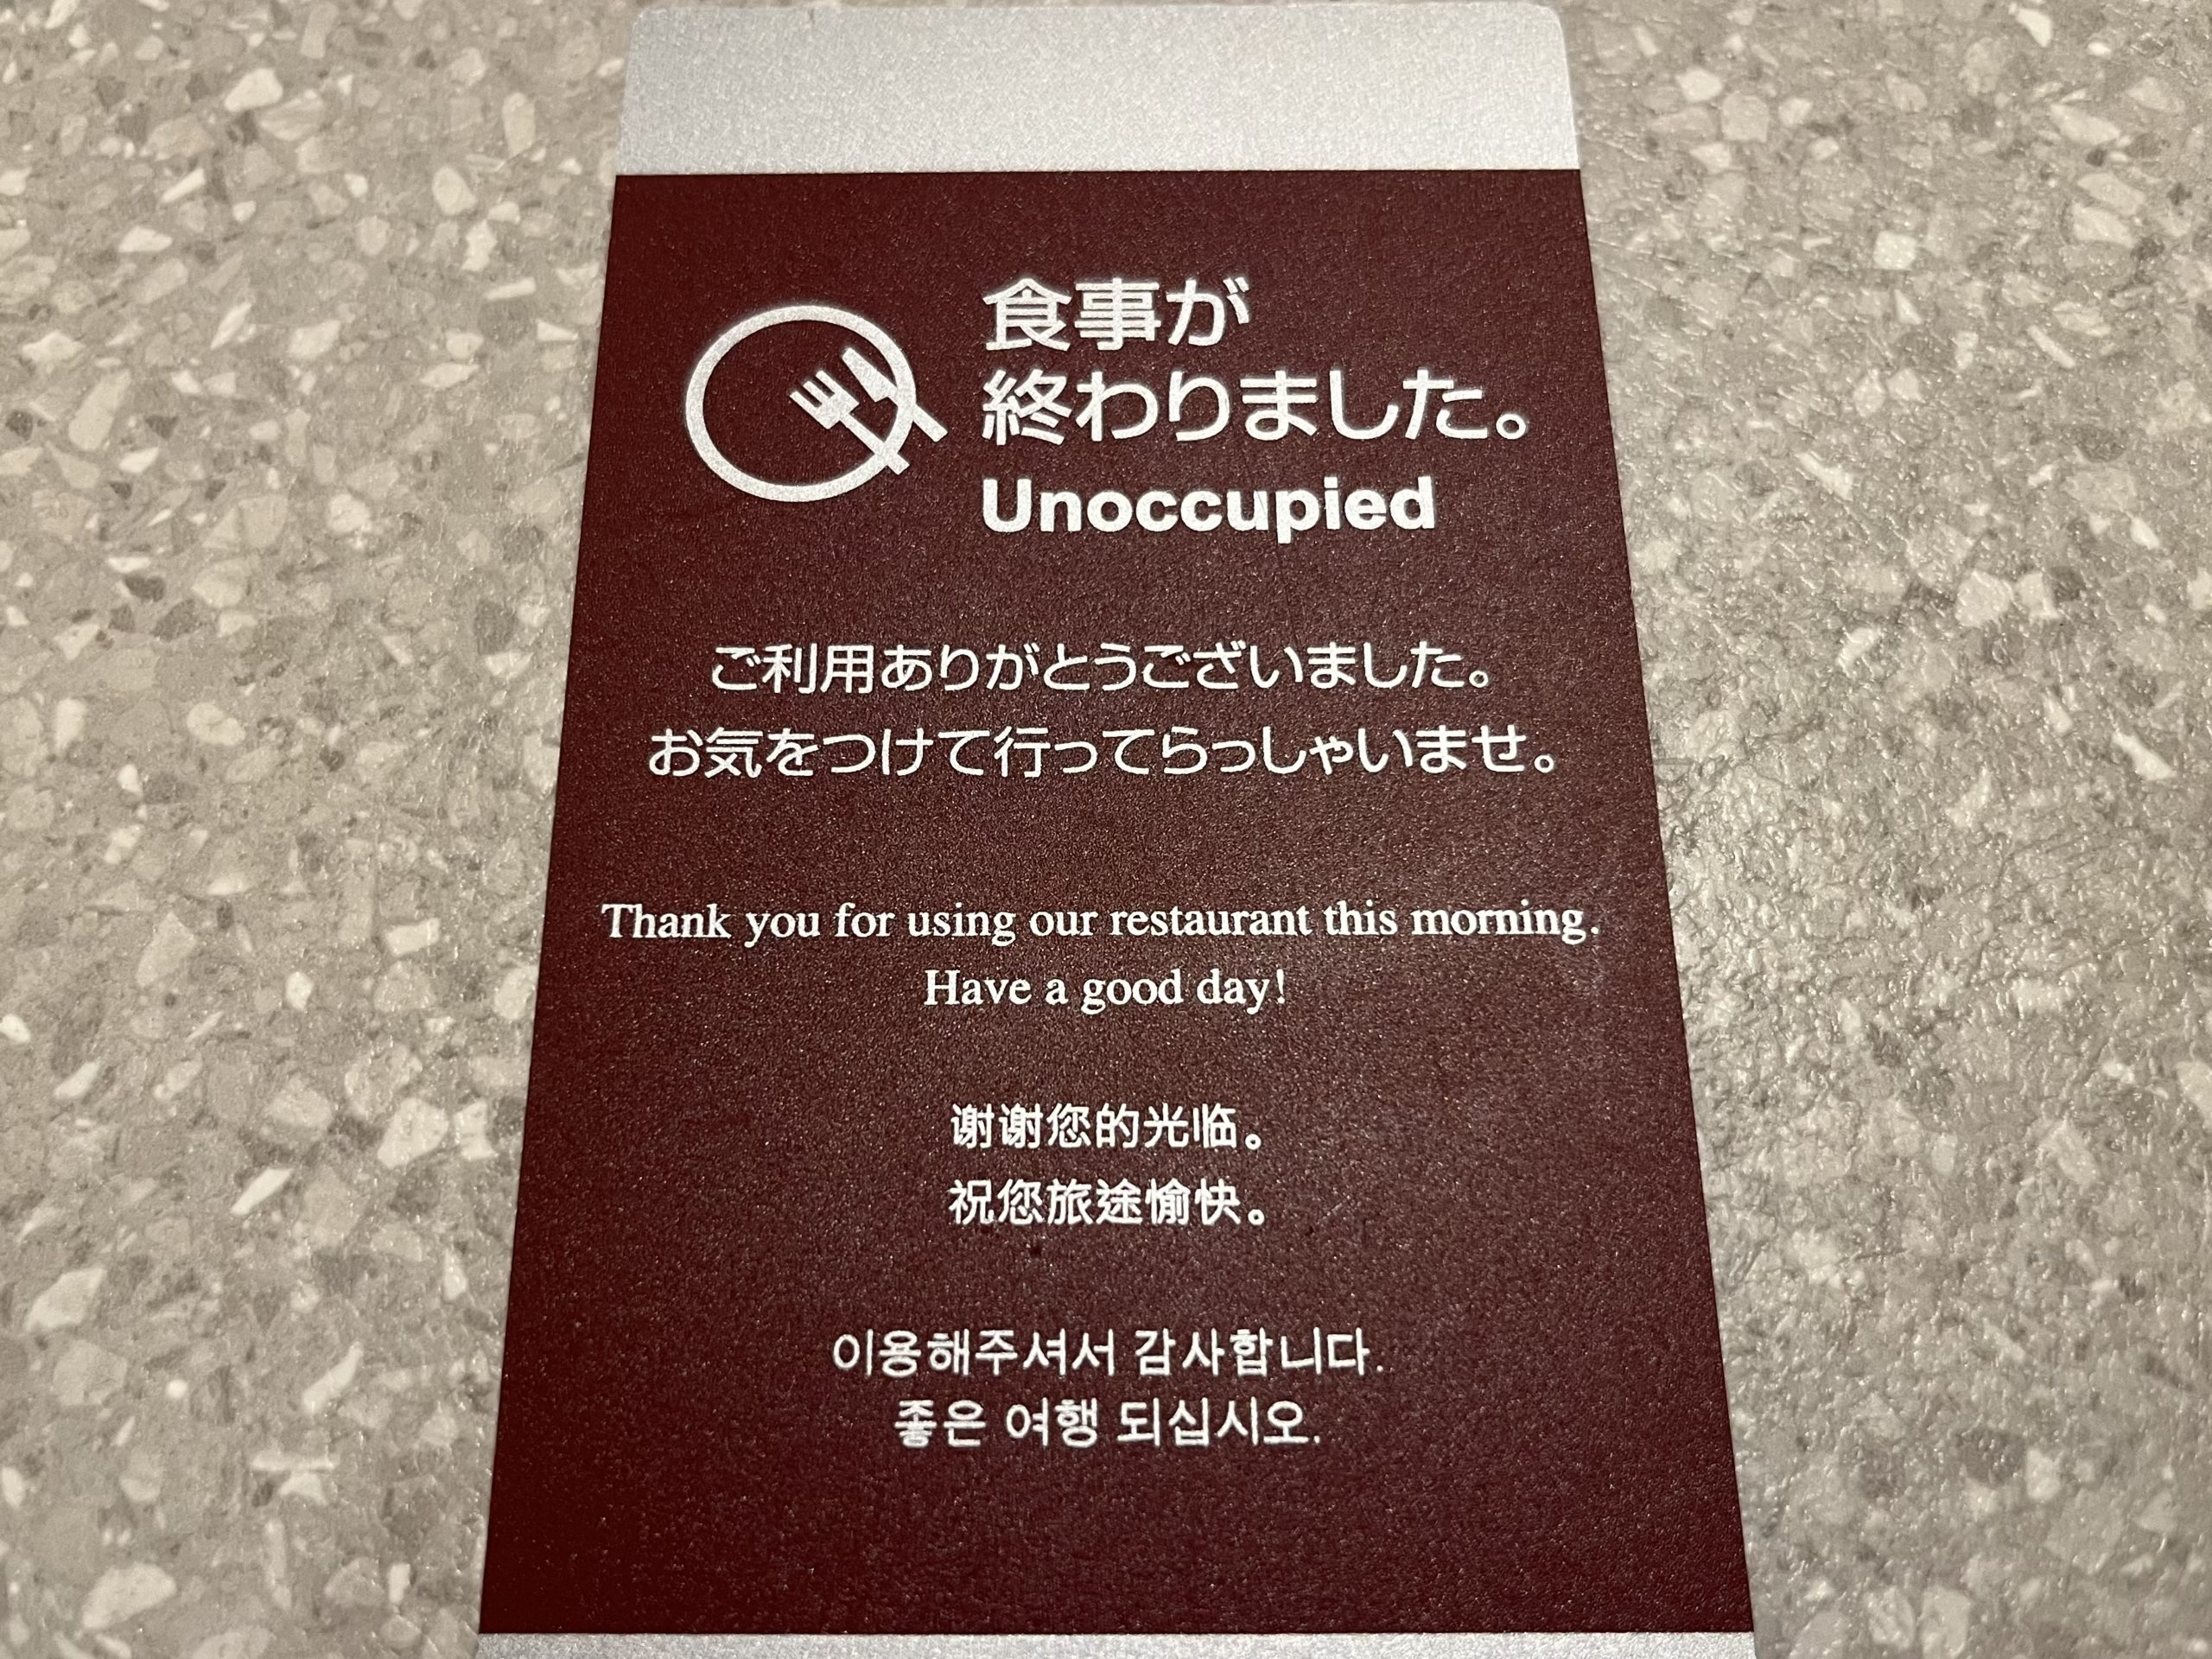 食事が
終わりました。
Unoccupied
ご利用ありがとうございました。
お気をつけて行ってらっしゃいませ。
Thank you for using our restaurant this morning.
Have a good day!
谢谢您的光临。
祝您旅途愉快。
이용해주셔서 감사합니다.
좋은 여행 되십시오.